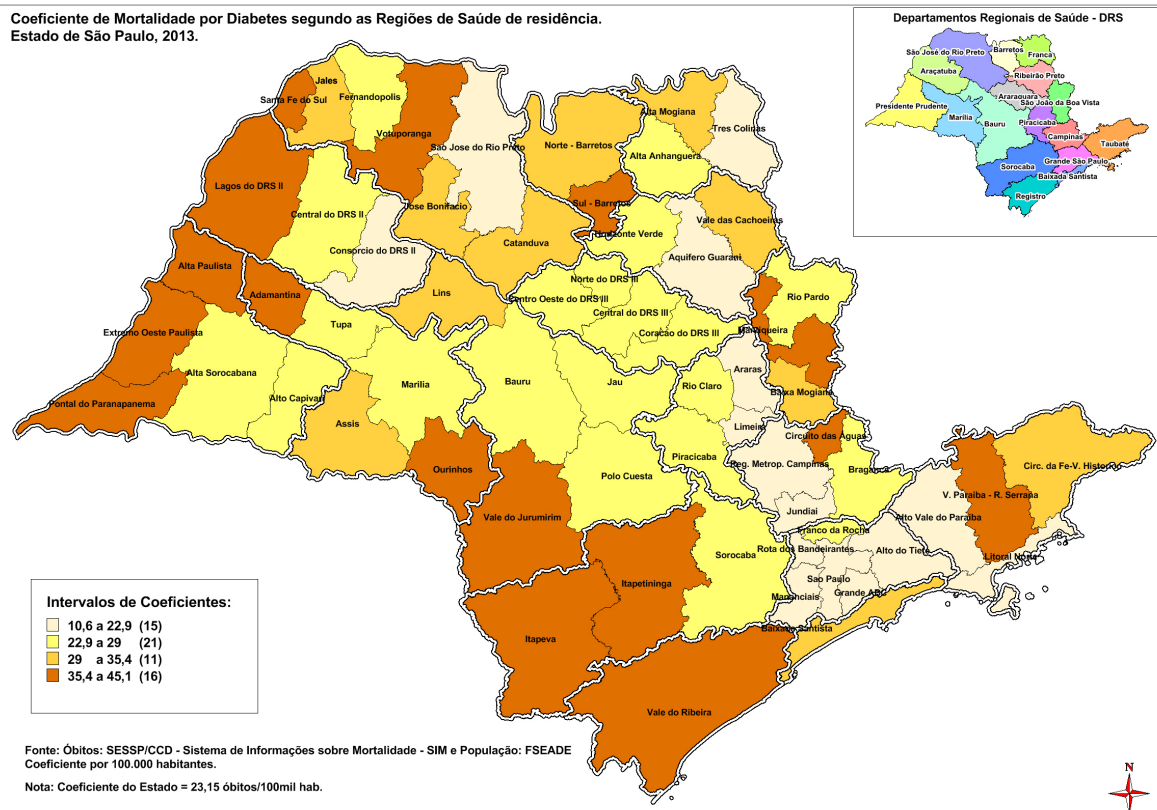 Coeficiente de Mortalidade por Diabetes segundo as Regiões de Saúde de residência.
Estado de São Paulo, 2013.
Departamentos Regionais de Saúde - DRS
São José do Rio Preto
Barretos
Franca
Araçatuba
Ribeirão Preto
Araraquara
São João da Boa Vista
Presidente Prudente
Marília
Bauru
Piracicaba
Campinas
Taubaté
Grande São Paulo
Sorocaba
Baixada Santista
Registro
Jales
Santa Fe do Sul
Fernandopolis
Votuporanga
Sao Jose do Rio Preto
Norte - Barretos
Alta Mogiana
Tres Colinas
Alta Anhanguera
Lagos do DRS II
Central do DRS II
Jose Bonifacio
Sul - Barretos
Vale das Cachoeiras
Horizonte Verde
Consorcio do DRS II
Catanduva
Aquifero Guarani
Alta Paulista
Adamantina
Lins
Norte do DRS III
Centro Oeste do DRS III
Central do DRS III
Rio Pardo
Extremo Oeste Paulista
Tupa
Coracao do DRS III
Mantiqueira
Alta Sorocabana
Marilia
Bauru
Jau
Rio Claro
Araras
Pontal do Paranapanema
Alto Capivari
Baixa Mogiana
Assis
Limeira
Circuito das Aguas
Ourinhos
Piracicaba
Reg. Metrop. Campinas
Bragança
Circ. da Fe-V. Historico
Polo Cuesta
V. Paraiba - R. Serrana
Vale do Jurumirim
Jundiai
Alto Vale do Paraiba
Franco da Rocha
Sorocaba
Rota dos Bandeirantes
Alto do Tiete
Litoral Norte
Itapetininga
Sao Paulo
Mananciais
Grande ABC
Itapeva
Baixada Santista
Vale do Ribeira
Intervalos de Coeficientes:
10,6 a 22,9 (15)
22,9 a 29 (21)
29 a 35,4 (11)
35,4 a 45,1 (16)
Fonte: Óbitos: SESSP/CCD - Sistema de Informações sobre Mortalidade - SIM e População: FSEADE
Coeficiente por 100.000 habitantes.
Nota: Coeficiente do Estado = 23,15 óbitos/100mil hab.
N